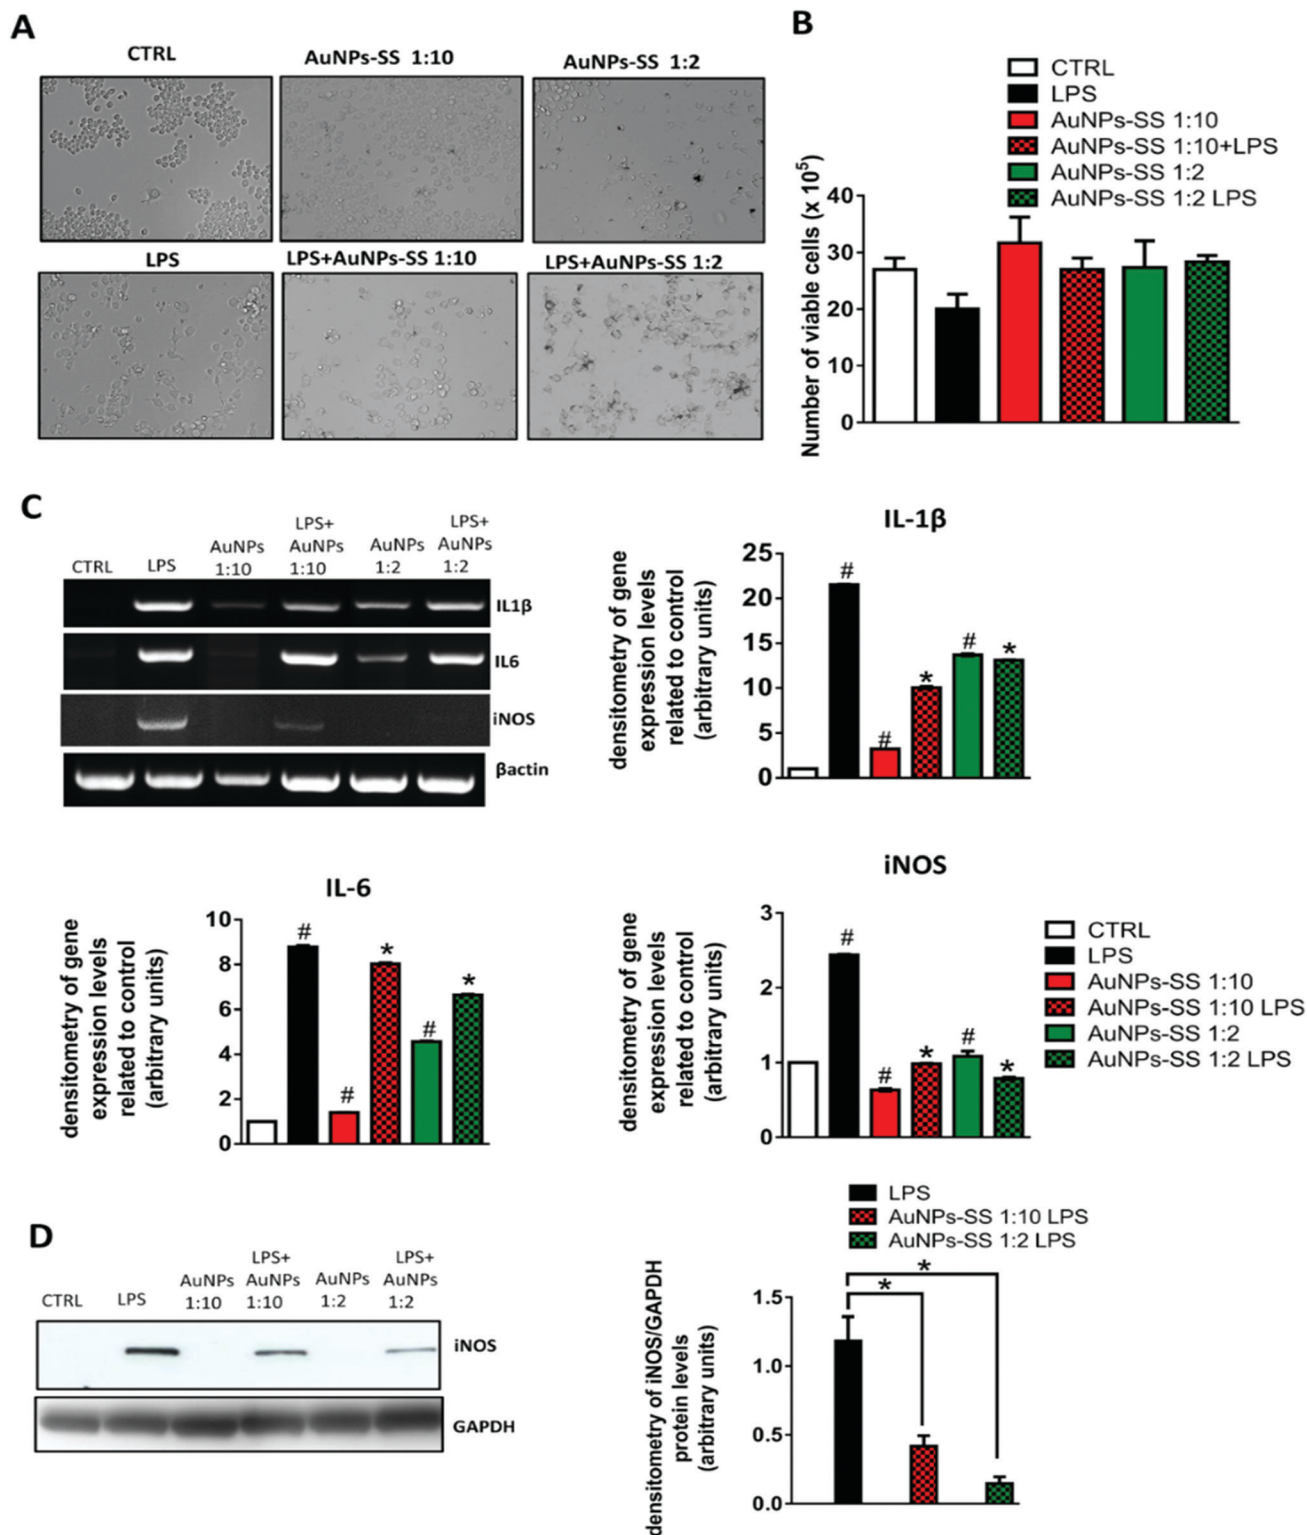 A
CTRL
AuNPs-SS 1:10
AuNPs-SS 1:2
LPS
LPS+AuNPs-SS 1:10
LPS+AuNPs-SS 1:2
B
CTRL
LPS
AuNPs-SS 1:10
AuNPs-SS 1:10+LPS
AuNPs-SS 1:2
AuNPs-SS 1:2 LPS
Number of viable cells (x 10⁵)
40
30
20
10
0
C
CTRL
LPS
AuNPs
1:10
LPS+
AuNPs
1:10
AuNPs
1:2
LPS+
AuNPs
1:2
IL1β
IL6
iNOS
βactin
IL-1β
densitometry of gene
expression levels
related to control
(arbitrary units)
25
20
15
10
5
0
#
#
*
#
*
IL-6
densitometry of gene
expression levels
related to control
(arbitrary units)
10
8
6
4
2
0
#
#
*
#
*
iNOS
densitometry of gene
expression levels
related to control
(arbitrary units)
3
2
1
0
#
#
*
#
*
CTRL
LPS
AuNPs-SS 1:10
AuNPs-SS 1:10 LPS
AuNPs-SS 1:2
AuNPs-SS 1:2 LPS
D
CTRL
LPS
AuNPs
1:10
LPS+
AuNPs
1:10
AuNPs
1:2
LPS+
AuNPs
1:2
iNOS
GAPDH
LPS
AuNPs-SS 1:10 LPS
AuNPs-SS 1:2 LPS
densitometry of iNOS/GAPDH
protein levels
(arbitrary units)
1.5
1.0
0.5
0.0
*
*